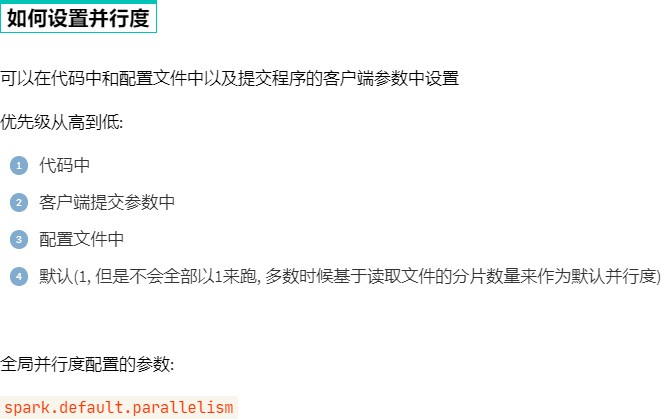 如何设置并行度
可以在代码中和配置文件中以及提交程序的客户端参数中设置
优先级从高到低:
1 代码中
2 客户端提交参数中
3 配置文件中
4 默认(1, 但是不会全部以1来跑, 多数时候基于读取文件的分片数量来作为默认并行度)
全局并行度配置的参数:
spark.default.parallelism